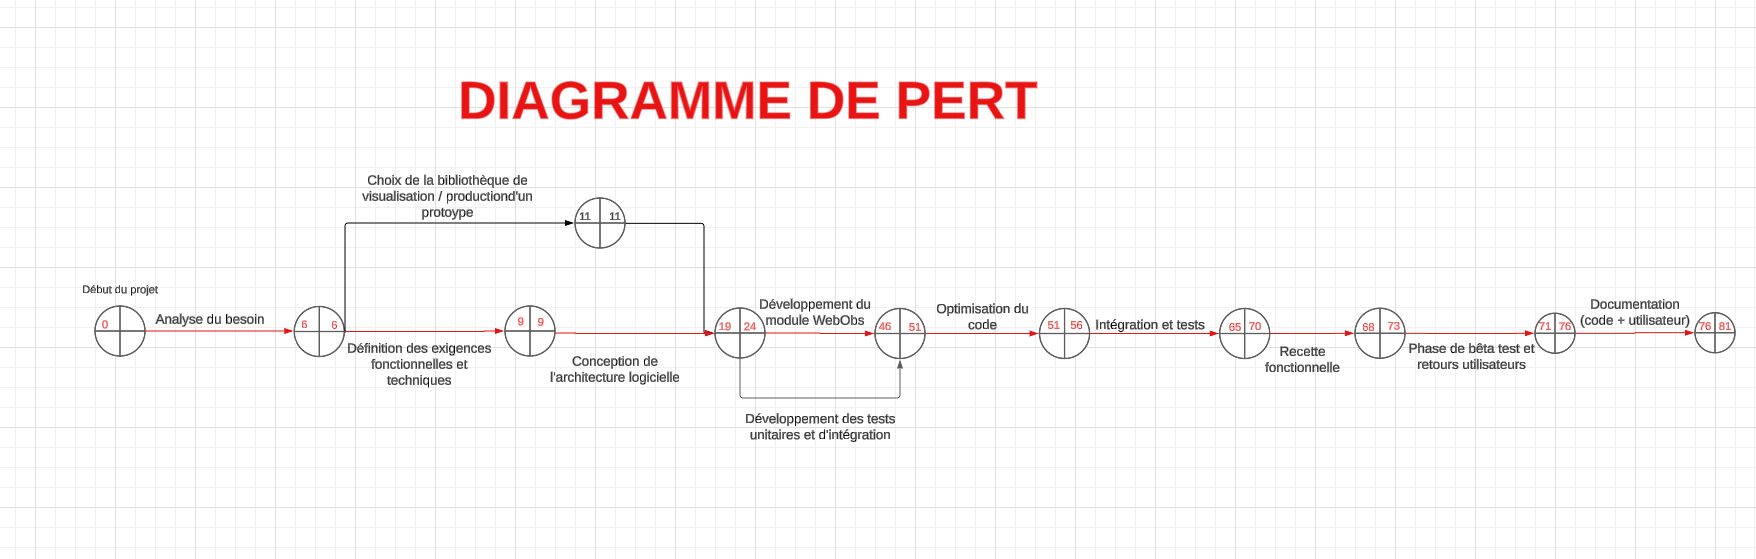 DIAGRAMME DE PERT
Choix de la bibliothèque de
visualisation / productiond'un
protoype
11 11
Début du projet
0
Analyse du besoin
6 6
Définition des exigences
fonctionnelles et
techniques
9 9
Conception de
l'architecture logicielle
19 24
Développement du
module WebObs
Développement des tests
unitaires et d'intégration
46 51
Optimisation du
code
51 56
Intégration et tests
65 70
Recette
fonctionnelle
68 73
Phase de bêta test et
retours utilisateurs
71 76
Documentation
(code + utilisateur)
76 81